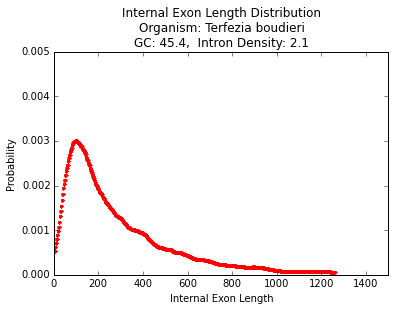 Internal Exon Length Distribution
Organism: Terfezia boudieri
GC: 45.4,  Intron Density: 2.1
0.005
0.004
0.003
0.002
0.001
0.000
Probability
0 200 400 600 800 1000 1200 1400
Internal Exon Length